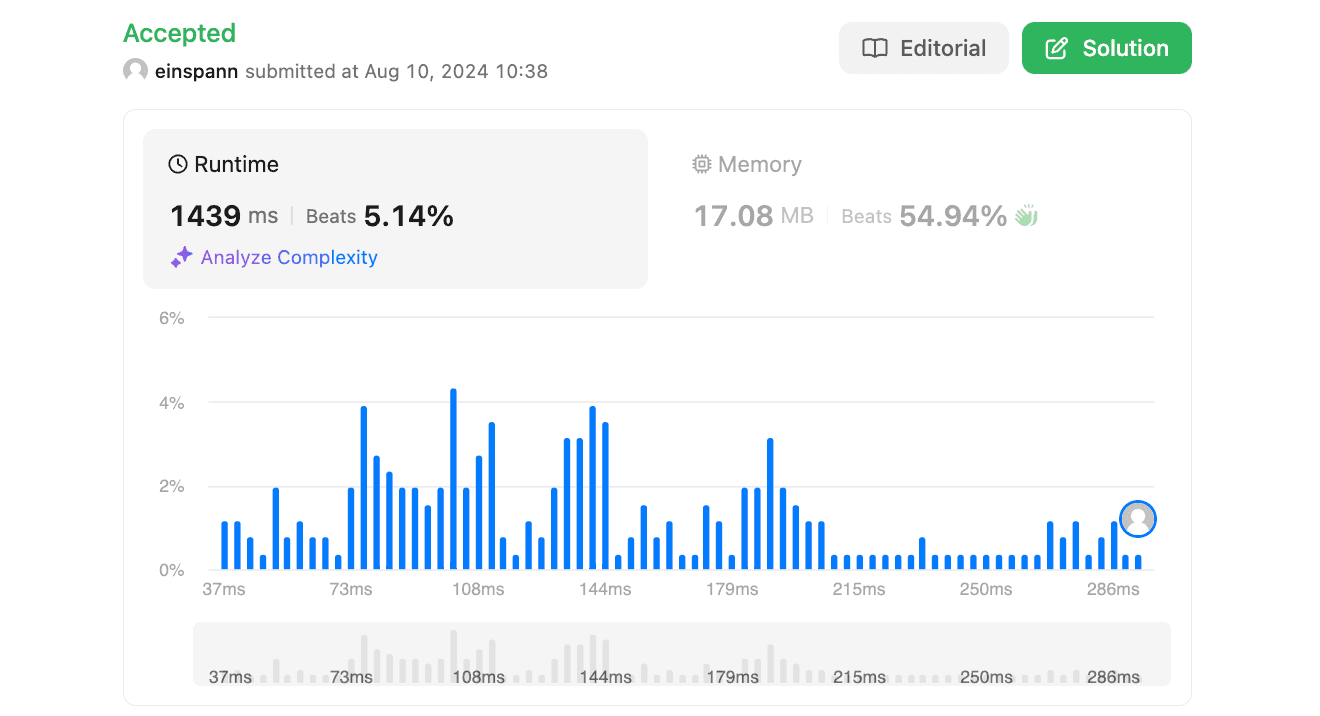 Accepted
einspann submitted at Aug 10, 2024 10:38
Editorial
Solution
Runtime
1439 ms Beats 5.14%
Analyze Complexity
Memory
17.08 MB Beats 54.94%
6%
4%
2%
0%
37ms 73ms 108ms 144ms 179ms 215ms 250ms 286ms
37ms 73ms 108ms 144ms 179ms 215ms 250ms 286ms